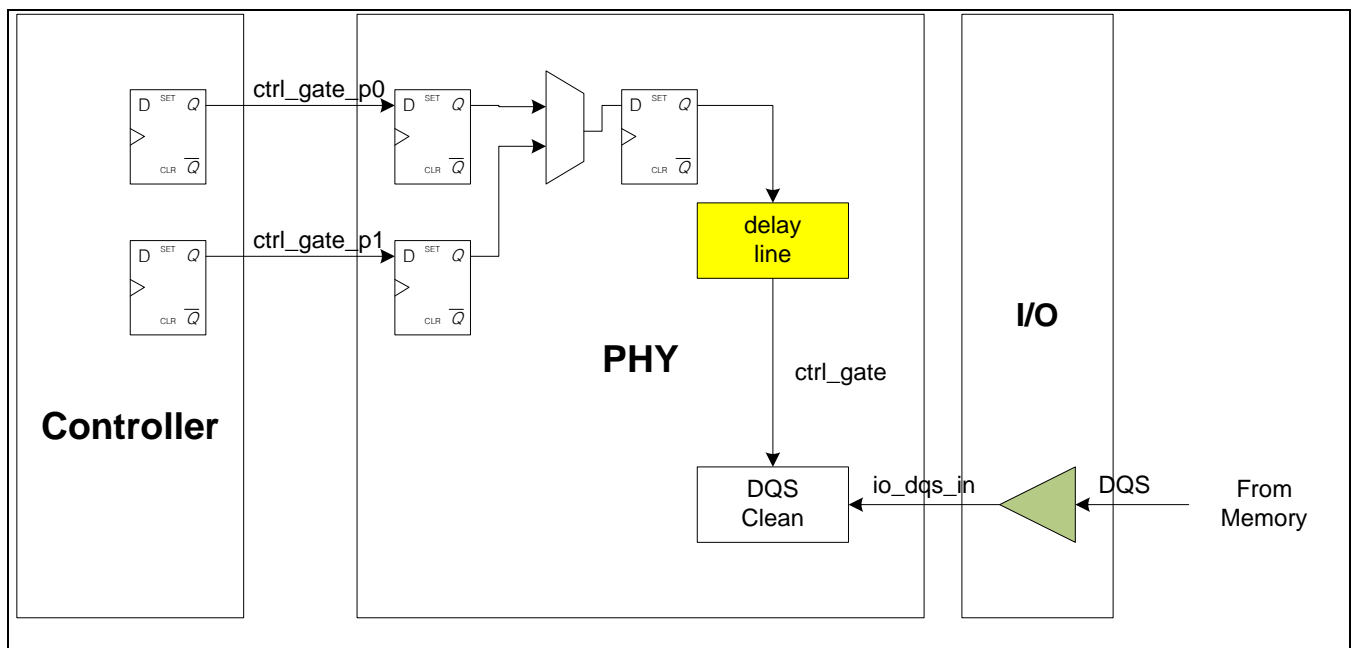 ctrl_gate_p0
D SET Q
CLR Q
D SET Q
CLR Q
D SET Q
CLR Q
delay
line
ctrl_gate_p1
D SET Q
CLR Q
D SET Q
CLR Q
I/O
PHY
ctrl_gate
Controller
DQS
Clean
io_dqs_in
DQS
From
Memory